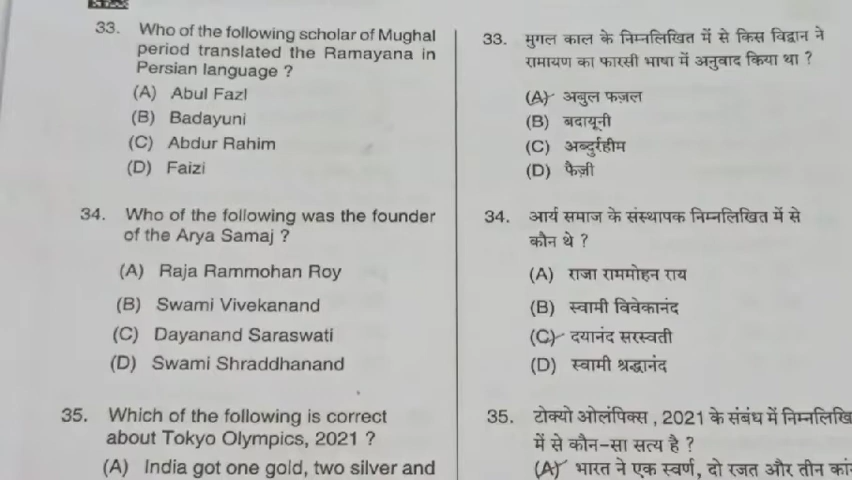 33. Who of the following scholar of Mughal
period translated the Ramayana in
Persian language ?
(A) Abul Fazl
(B) Badayuni
(C) Abdur Rahim
(D) Faizi
34. Who of the following was the founder
of the Arya Samaj ?
(A) Raja Rammohan Roy
(B) Swami Vivekanand
(C) Dayanand Saraswati
(D) Swami Shraddhanand
35. Which of the following is correct
about Tokyo Olympics, 2021 ?
(A) India got one gold, two silver and
33. मुगल काल के निम्नलिखित में से किस विद्वान ने
रामायण का फारसी भाषा में अनुवाद किया था ?
(A) अबुल फज़ल
(B) बदायूनी
(C) अब्दुर्रहीम
(D) फैज़ी
34. आर्य समाज के संस्थापक निम्नलिखित में से
कौन थे ?
(A) राजा राममोहन राय
(B) स्वामी विवेकानंद
(C) दयानंद सरस्वती
(D) स्वामी श्रद्धानंद
35. टोक्यो ओलंपिक्स , 2021 के संबंध में निम्नलिखि
में से कौन-सा सत्य है ?
(A) भारत ने एक स्वर्ण, दो रजत और तीन